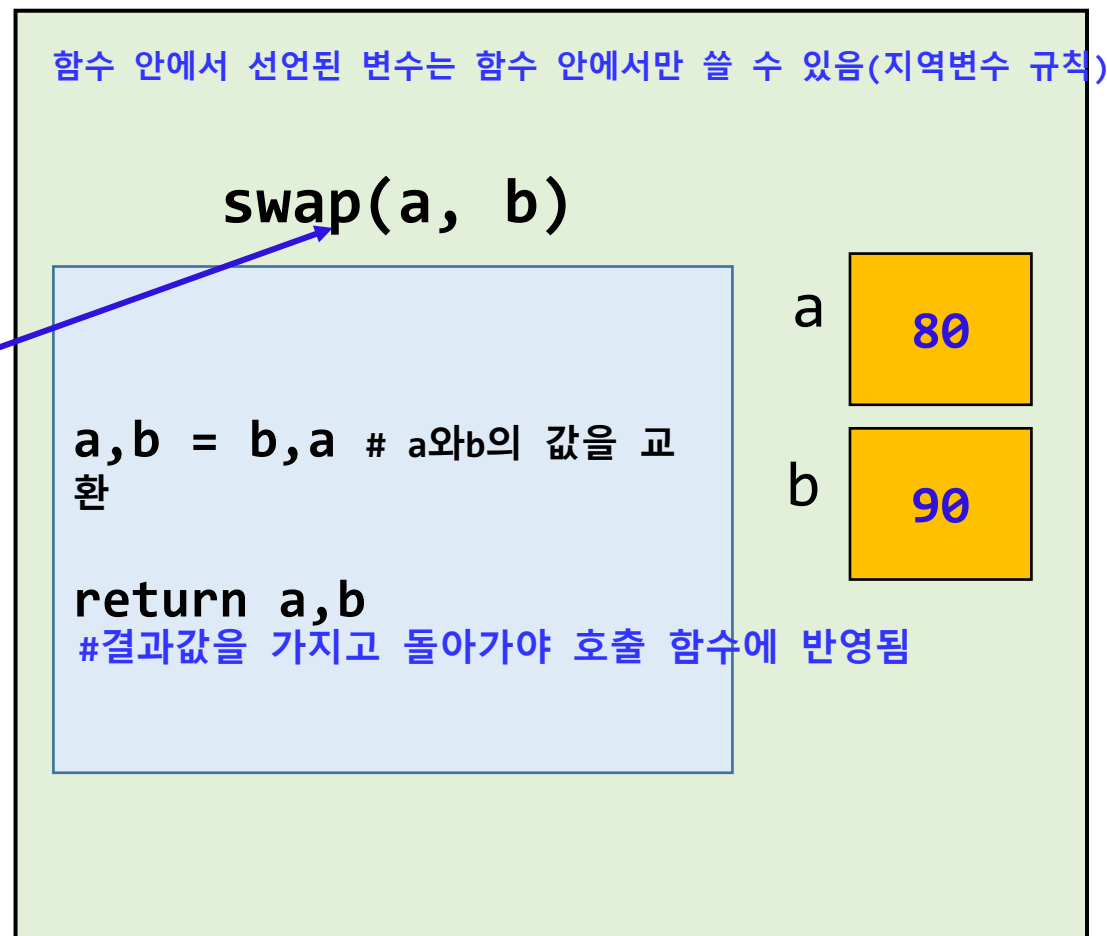 함수 안에서 선언된 변수는 함수 안에서만 쓸 수 있음(지역변수 규칙)
swap(a, b)
a 80
a,b = b,a # a와b의 값을 교
환
b 90
return a,b
#결과값을 가지고 돌아가야 호출 함수에 반영됨